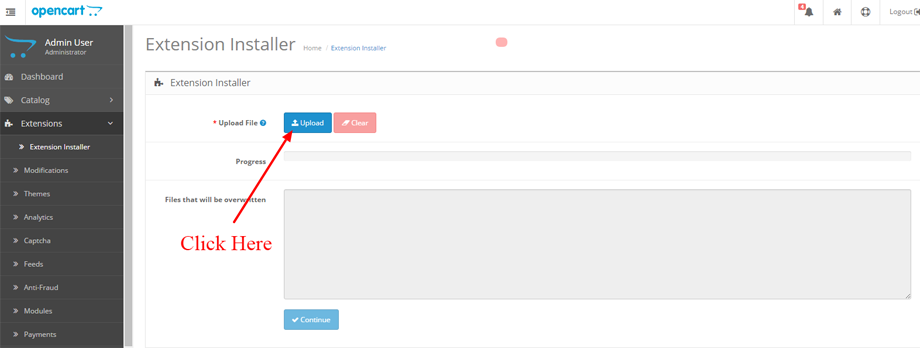 opencart
4
Logout
Admin User
Administrator
Dashboard
Catalog
Extensions
Extension Installer
Modifications
Themes
Analytics
Captcha
Feeds
Anti-Fraud
Modules
Payments
Extension Installer
Home / Extension Installer
Extension Installer
* Upload File ?
Upload
Clear
Progress
Files that will be overwritten
Click Here
Continue